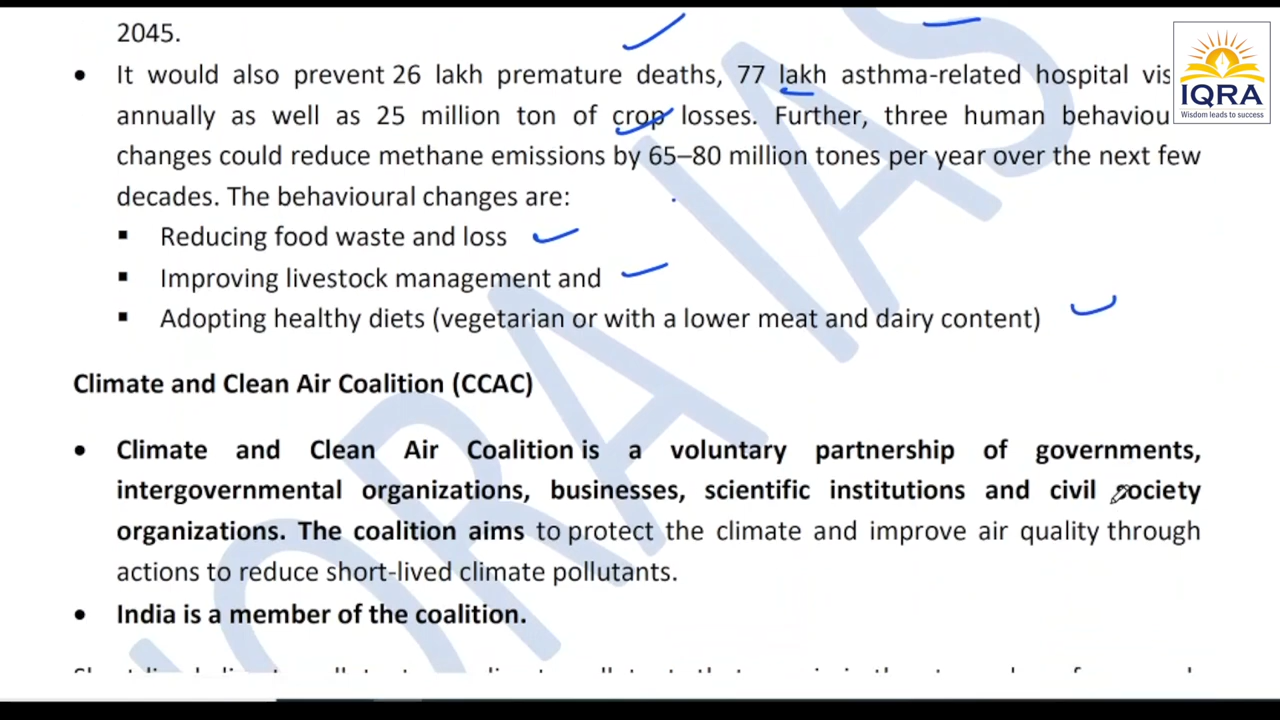 2045.
• It would also prevent 26 lakh premature deaths, 77 lakh asthma-related hospital vis
annually as well as 25 million ton of crop losses. Further, three human behaviou
changes could reduce methane emissions by 65–80 million tones per year over the next few
decades. The behavioural changes are:
▪ Reducing food waste and loss
▪ Improving livestock management and
▪ Adopting healthy diets (vegetarian or with a lower meat and dairy content)
Climate and Clean Air Coalition (CCAC)
• Climate and Clean Air Coalition is a voluntary partnership of governments,
intergovernmental organizations, businesses, scientific institutions and civil society
organizations. The coalition aims to protect the climate and improve air quality through
actions to reduce short-lived climate pollutants.
• India is a member of the coalition.
IQRA
Wisdom leads to success
IQRA IAS